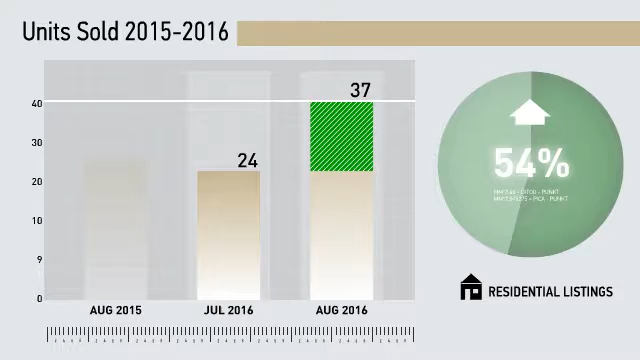 Units Sold 2015-2016
40
30
20
10
9
0
24
37
AUG 2015
JUL 2016
AUG 2016
54%
RESIDENTIAL LISTINGS